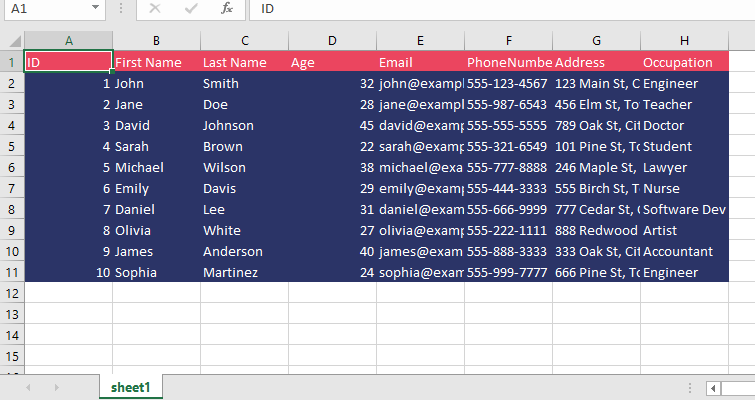 A1 fx ID
A B C D E F G H
1 ID First Name Last Name Age Email PhoneNumbe Address Occupation
2 1 John Smith 32 john@exampl 555-123-4567 123 Main St, C Engineer
3 2 Jane Doe 28 jane@examp 555-987-6543 456 Elm St, To Teacher
4 3 David Johnson 45 david@examp 555-555-5555 789 Oak St, Cit Doctor
5 4 Sarah Brown 22 sarah@examp 555-321-6549 101 Pine St, To Student
6 5 Michael Wilson 38 michael@exa 555-777-8888 246 Maple St, Lawyer
7 6 Emily Davis 29 emily@examp 555-444-3333 555 Birch St, T Nurse
8 7 Daniel Lee 31 daniel@exam 555-666-9999 777 Cedar St, Software Dev
9 8 Olivia White 27 olivia@examp 555-222-1111 888 Redwood Artist
10 9 James Anderson 40 james@exam 555-888-3333 333 Oak St, Cit Accountant
11 10 Sophia Martinez 24 sophia@exam 555-999-7777 666 Pine St, To Engineer
12
13
14
15
sheet1